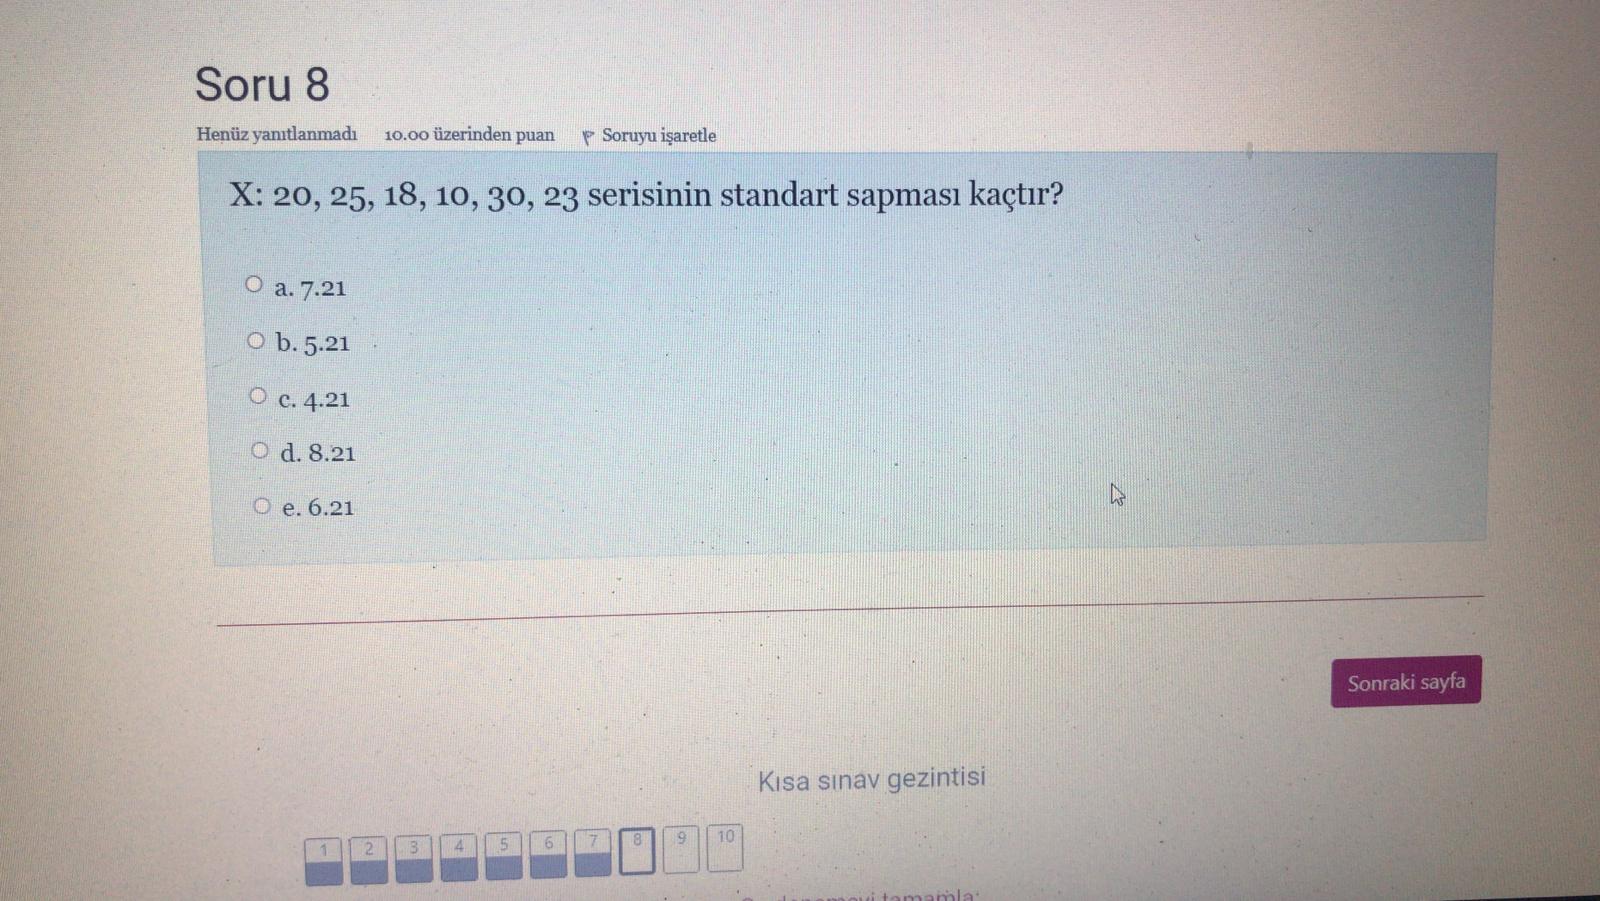 Soru 8
Henüz yanıtlanmadı 10.00 üzerinden puan Soruyu işaretle
X: 20, 25, 18, 10, 30, 23 serisinin standart sapması kaçtır?
a. 7.21
b. 5.21
c. 4.21
d. 8.21
e. 6.21
Sonraki sayfa
Kısa sınav gezintisi
1 2 3 4 5 6 7 8 9 10